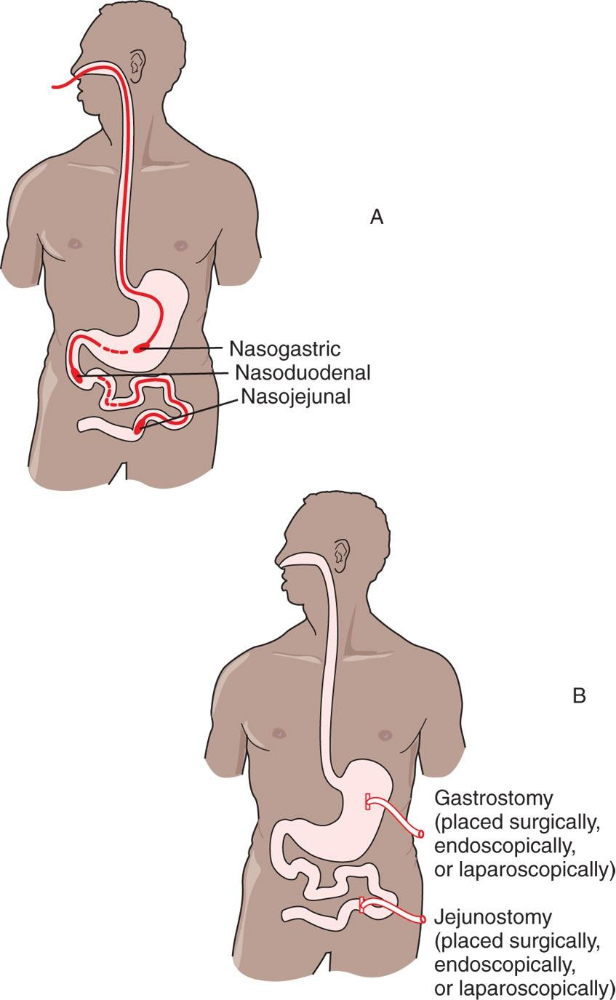 A
Nasogastric
Nasoduodenal
Nasojejunal
B
Gastrostomy
(placed surgically,
endoscopically,
or laparoscopically)
Jejunostomy
(placed surgically,
endoscopically,
or laparoscopically)